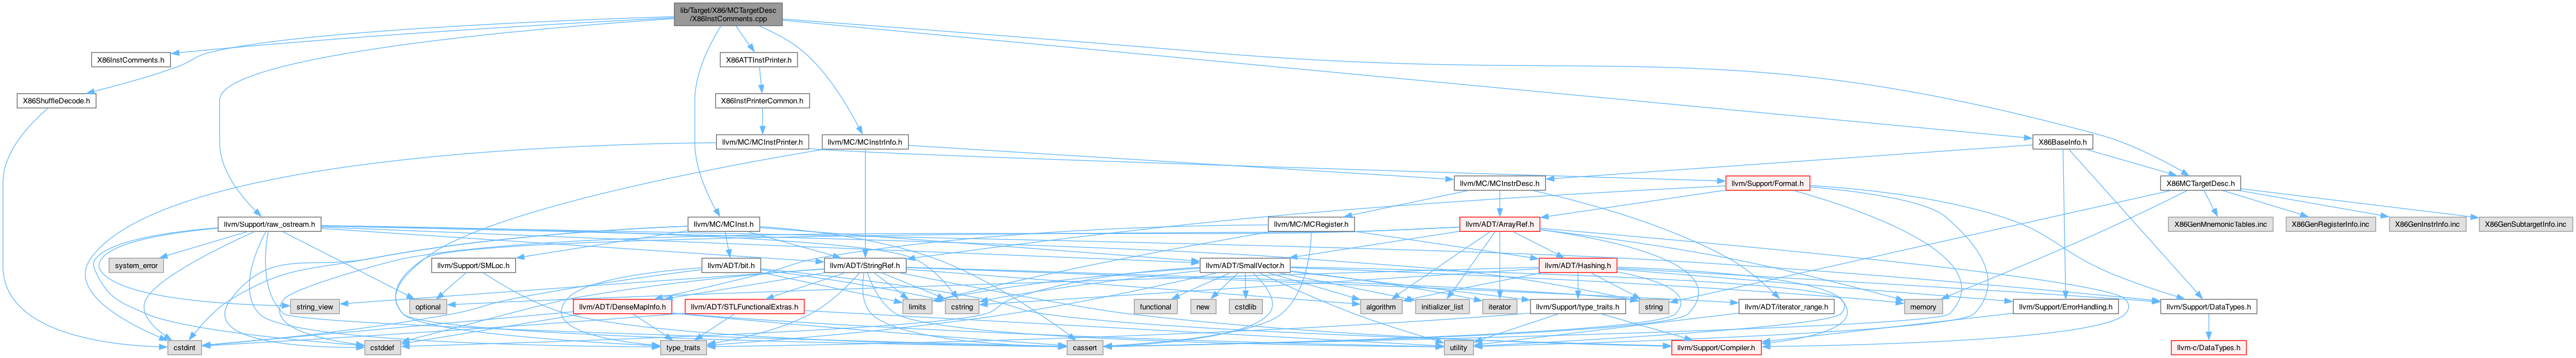 lib/Target/X86/MCTargetDesc
/X86InstComments.cpp
X86InstComments.h
X86ATTInstPrinter.h
X86ShuffleDecode.h
X86InstPrinterCommon.h
llvm/MC/MCInstPrinter.h
llvm/MC/MCInstrInfo.h
X86BaseInfo.h
llvm/MC/MCInstrDesc.h
llvm/Support/Format.h
X86MCTargetDesc.h
llvm/Support/raw_ostream.h
llvm/MC/MCInst.h
llvm/MC/MCRegister.h
llvm/ADT/ArrayRef.h
X86GenMnemonicTables.inc
X86GenRegisterInfo.inc
X86GenInstrInfo.inc
X86GenSubtargetInfo.inc
system_error
llvm/Support/SMLoc.h
llvm/ADT/bit.h
llvm/ADT/StringRef.h
llvm/ADT/SmallVector.h
llvm/ADT/Hashing.h
string_view
optional
llvm/ADT/DenseMapInfo.h
llvm/ADT/STLFunctionalExtras.h
limits
cstring
functional
new
cstdlib
algorithm
initializer_list
iterator
llvm/Support/type_traits.h
string
llvm/ADT/iterator_range.h
memory
llvm/Support/ErrorHandling.h
llvm/Support/DataTypes.h
cstdint
cstddef
type_traits
cassert
utility
llvm/Support/Compiler.h
llvm-c/DataTypes.h